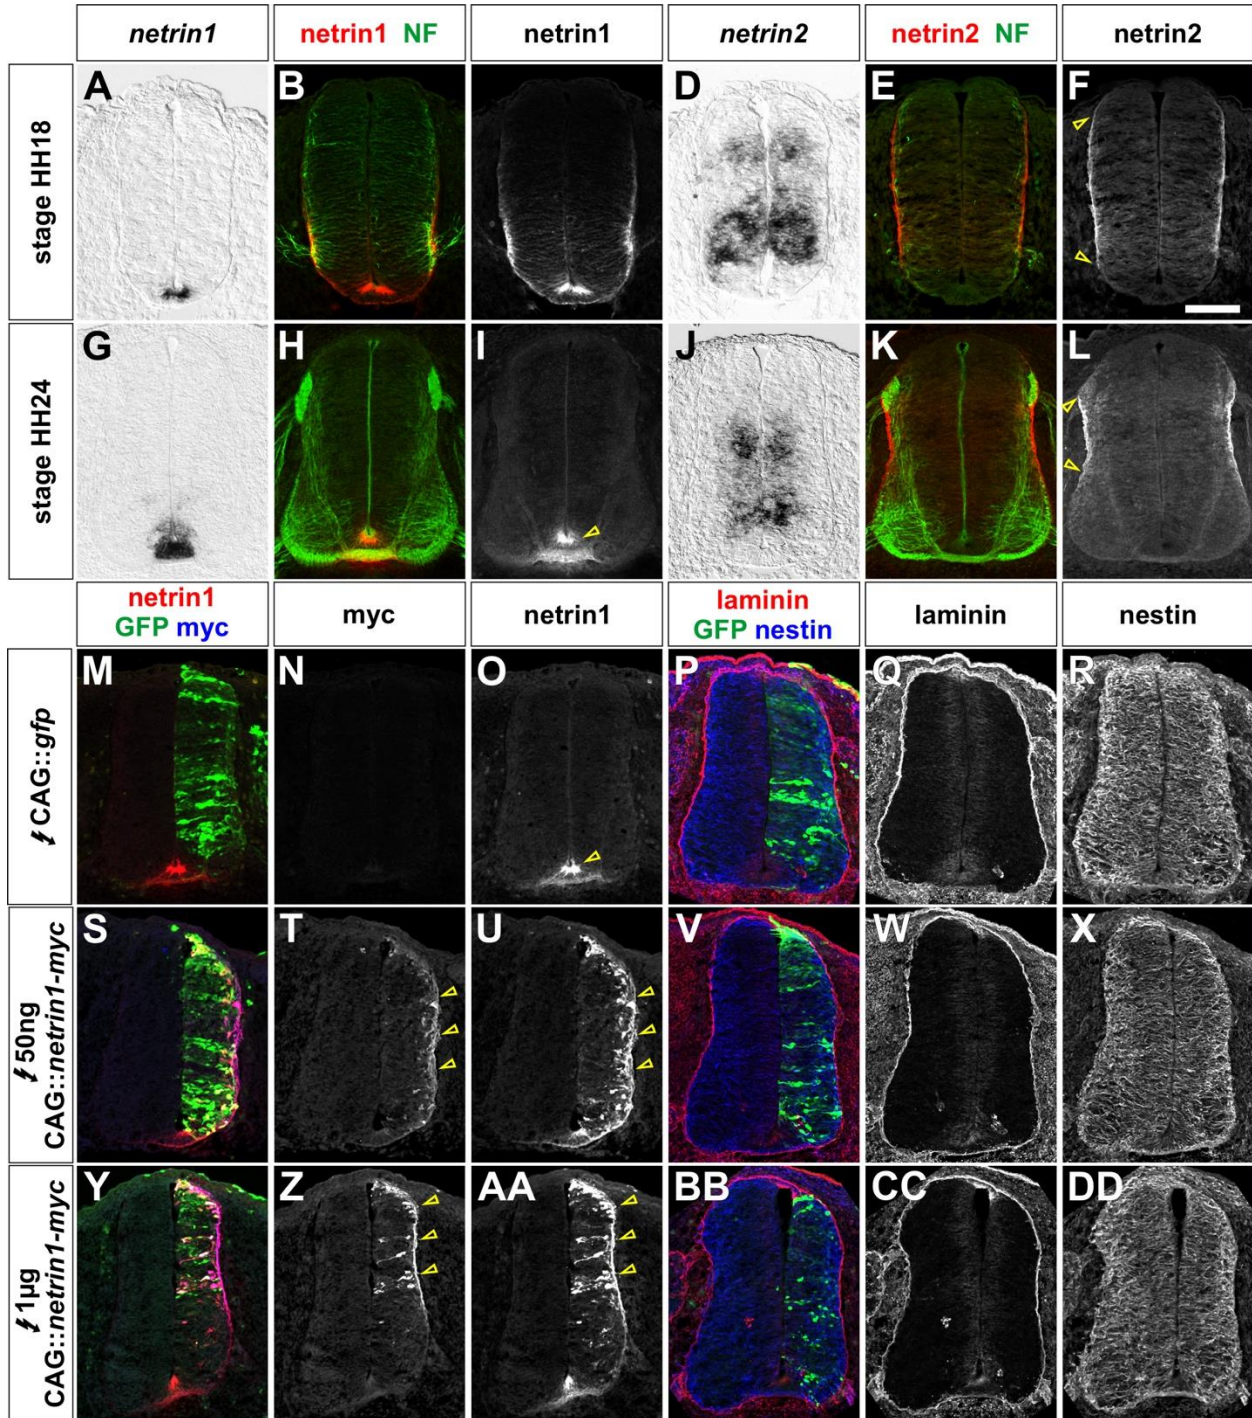 netrin1
netrin1 NF
netrin1
netrin2
netrin2 NF
netrin2
stage HH18
A
B
D
E
F
stage HH24
G
H
I
J
K
L
netrin1
GFP myc
myc
netrin1
laminin
GFP nestin
laminin
nestin
CAG::gfp
M
N
O
P
Q
R
50ng
CAG::netrin1-myc
S
T
U
V
W
X
1µg
CAG::netrin1-myc
Y
Z
AA
BB
CC
DD